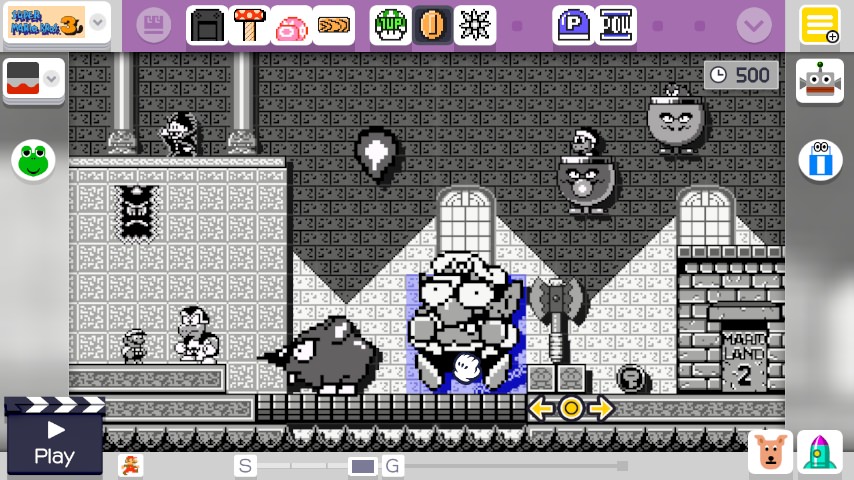 SUPER
MARIO BROS. 3
1UP
P
POW
500
MARIO
LAND
2
Play
S
G